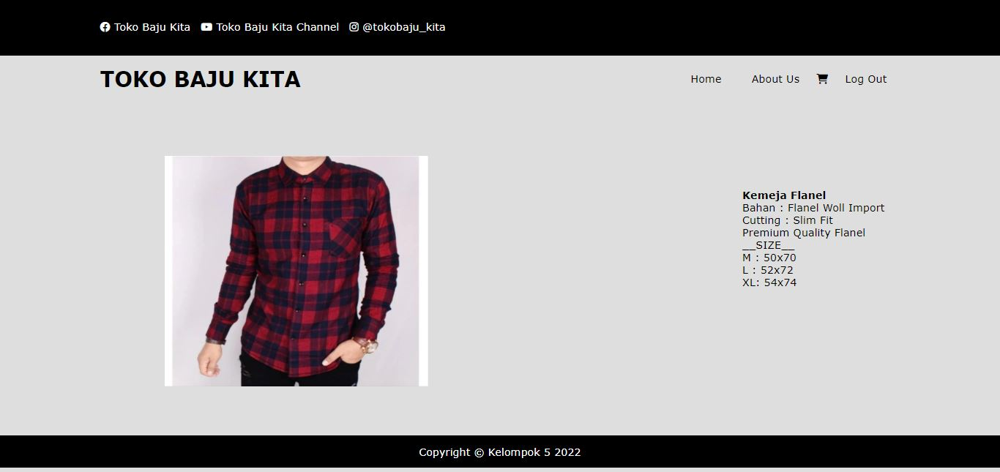 Toko Baju Kita Toko Baju Kita Channel @tokobaju_kita
TOKO BAJU KITA
Home About Us Log Out
Kemeja Flanel
Bahan : Flanel Woll Import
Cutting : Slim Fit
Premium Quality Flanel
__SIZE__
M : 50x70
L : 52x72
XL: 54x74
Copyright © Kelompok 5 2022